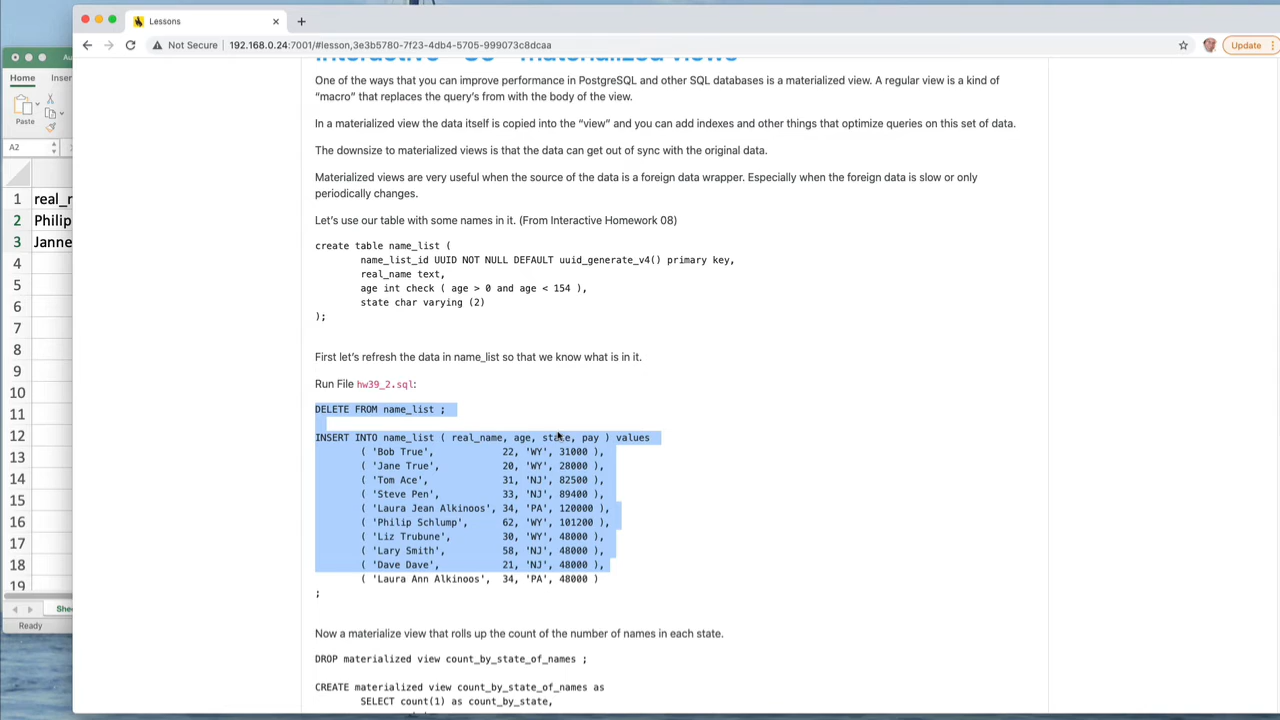 Lessons
Not Secure
192.168.0.24:7001/#lesson,3e3b5780-7f23-4db4-5705-999073c8dcaa
Update
Home
Paste
A2
1
real_
2
Philip
3
Janne
4
5
6
7
8
9
10
11
12
13
14
15
16
17
18
19
Ready
One of the ways that you can improve performance in PostgreSQL and other SQL databases is a materialized view. A regular view is a kind of
“macro” that replaces the query’s from with the body of the view.
In a materialized view the data itself is copied into the “view” and you can add indexes and other things that optimize queries on this set of data.
The downsize to materialized views is that the data can get out of sync with the original data.
Materialized views are very useful when the source of the data is a foreign data wrapper. Especially when the foreign data is slow or only
periodically changes.
Let’s use our table with some names in it. (From Interactive Homework 08)
create table name_list (
name_list_id UUID NOT NULL DEFAULT uuid_generate_v4() primary key,
real_name text,
age int check ( age > 0 and age < 154 ),
state char varying (2)
);
First let’s refresh the data in name_list so that we know what is in it.
Run File hw39_2.sql:
DELETE FROM name_list ;
INSERT INTO name_list ( real_name, age, state, pay ) values
( 'Bob True', 22, 'WY', 31000 ),
( 'Jane True', 20, 'WY', 28000 ),
( 'Tom Ace', 31, 'NJ', 82500 ),
( 'Steve Pen', 33, 'NJ', 89400 ),
( 'Laura Jean Alkinoos', 34, 'PA', 120000 ),
( 'Philip Schlump', 62, 'WY', 101200 ),
( 'Liz Trubune', 30, 'WY', 48000 ),
( 'Lary Smith', 58, 'NJ', 48000 ),
( 'Dave Dave', 21, 'NJ', 48000 ),
( 'Laura Ann Alkinoos', 34, 'PA', 48000 )
;
Now a materialize view that rolls up the count of the number of names in each state.
DROP materialized view count_by_state_of_names ;
CREATE materialized view count_by_state_of_names as
SELECT count(1) as count_by_state,